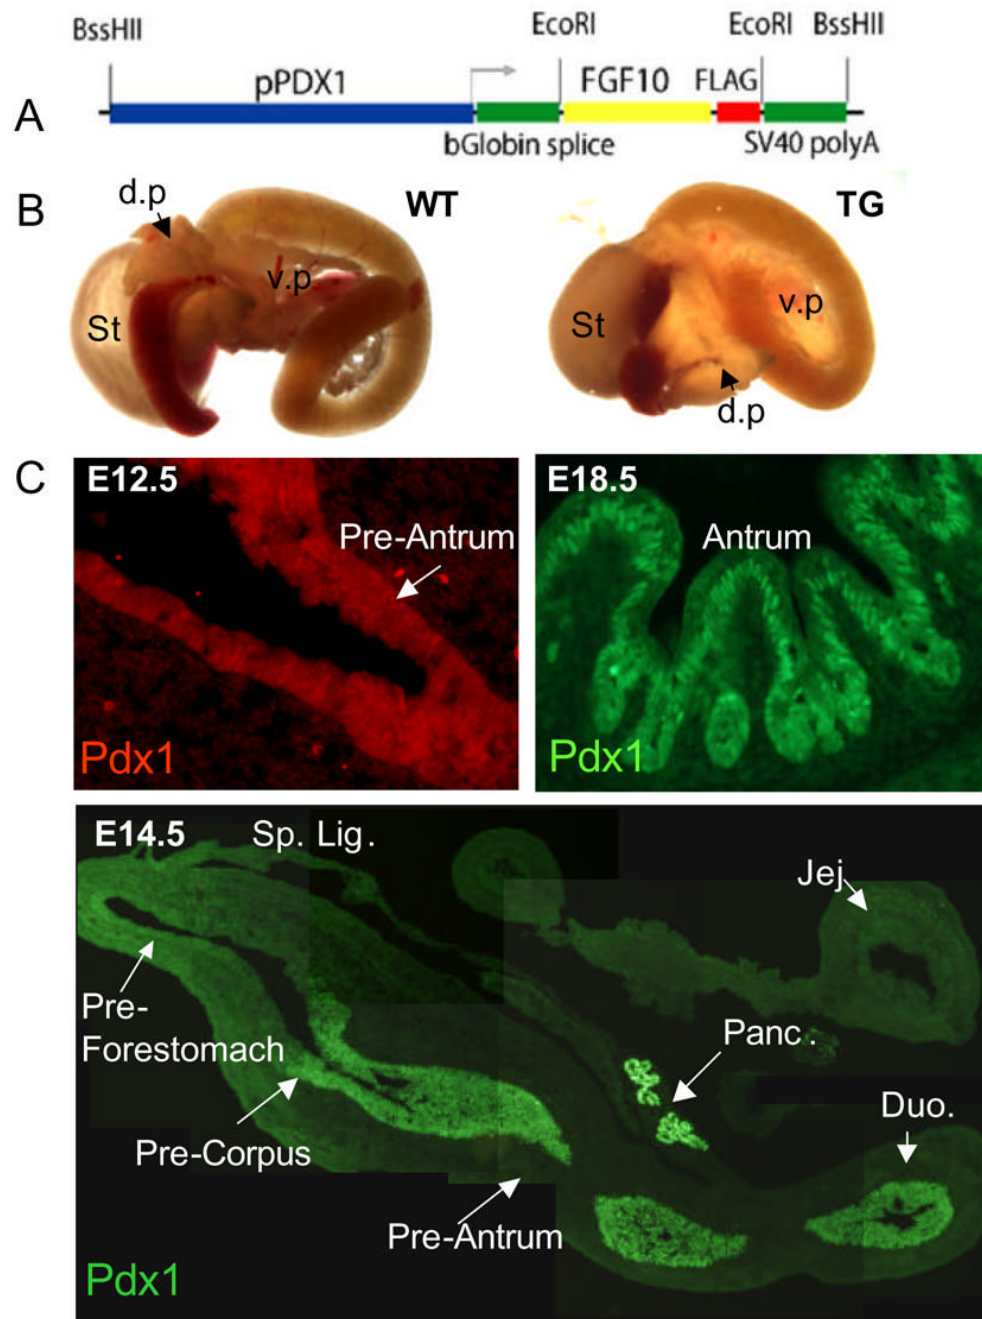 BssHII
EcoRI
EcoRI
BssHII
pPDX1
FGF10
FLAG
A
bGlobin splice
SV40 polyA
B
d.p
WT
TG
v.p
v.p
St
St
d.p
C
E12.5
E18.5
Pre-Antrum
Antrum
Pdx1
Pdx1
E14.5
Sp. Lig.
Jej
Pre-
Forestomach
Panc.
Duo.
Pre-Corpus
Pre-Antrum
Pdx1